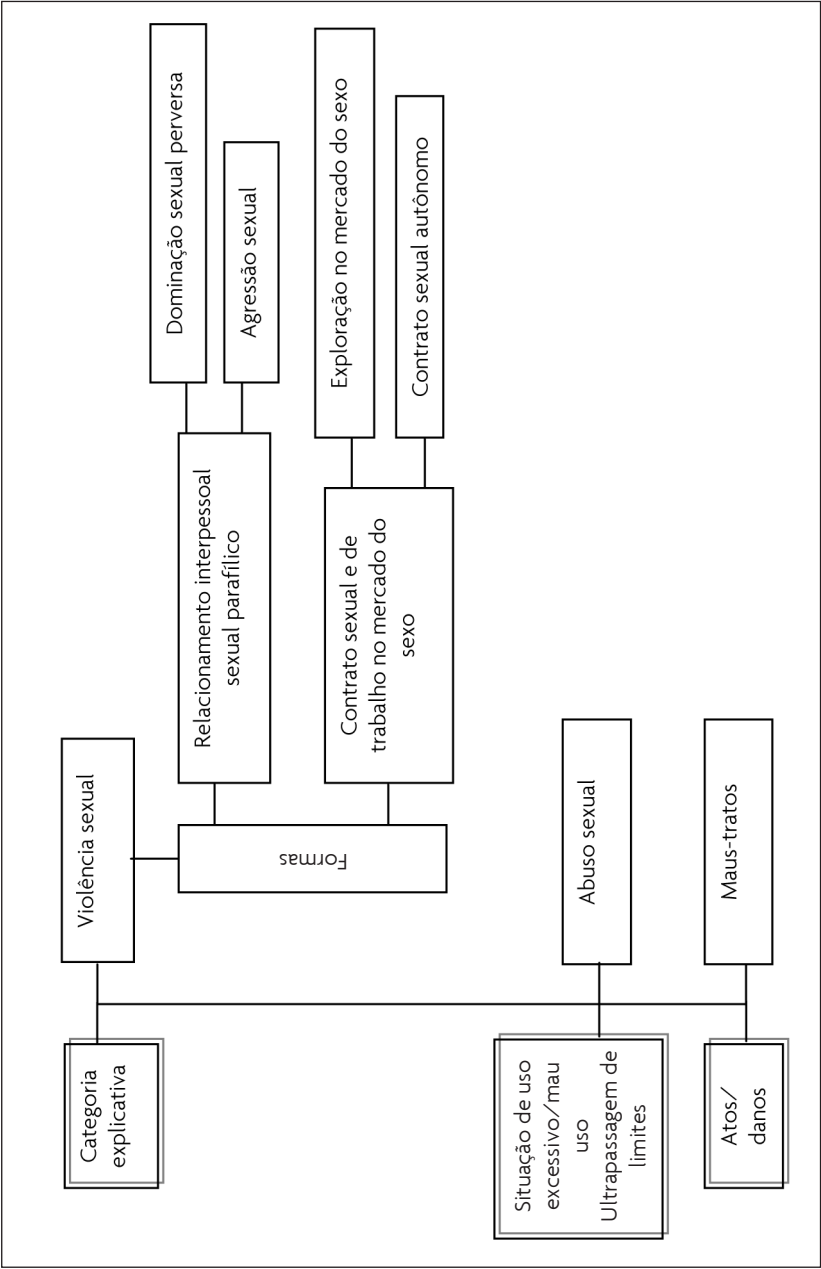 Categoria
explicativa
Violência sexual
Formas
Relacionamento interpessoal
sexual parafílico
Dominação sexual perversa
Agressão sexual
Contrato sexual e de
trabalho no mercado do
sexo
Exploração no mercado do sexo
Contrato sexual autônomo
Situação de uso
excessivo/mau
uso
Ultrapassagem de
limites
Abuso sexual
Atos/
danos
Maus-tratos